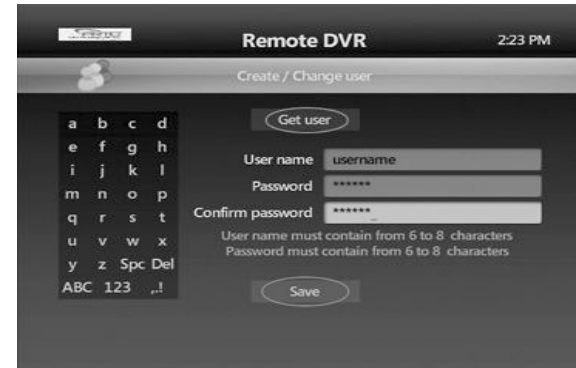 Remote DVR
2:23 PM
Create / Change user
a b c d
e f g h
i j k l
m n o p
q r s t
u v w x
y z Spc Del
ABC 123 ,.!
Get user
User name username
Password ******
Confirm password ******_
User name must contain from 6 to 8 characters
Password must contain from 6 to 8 characters
Save